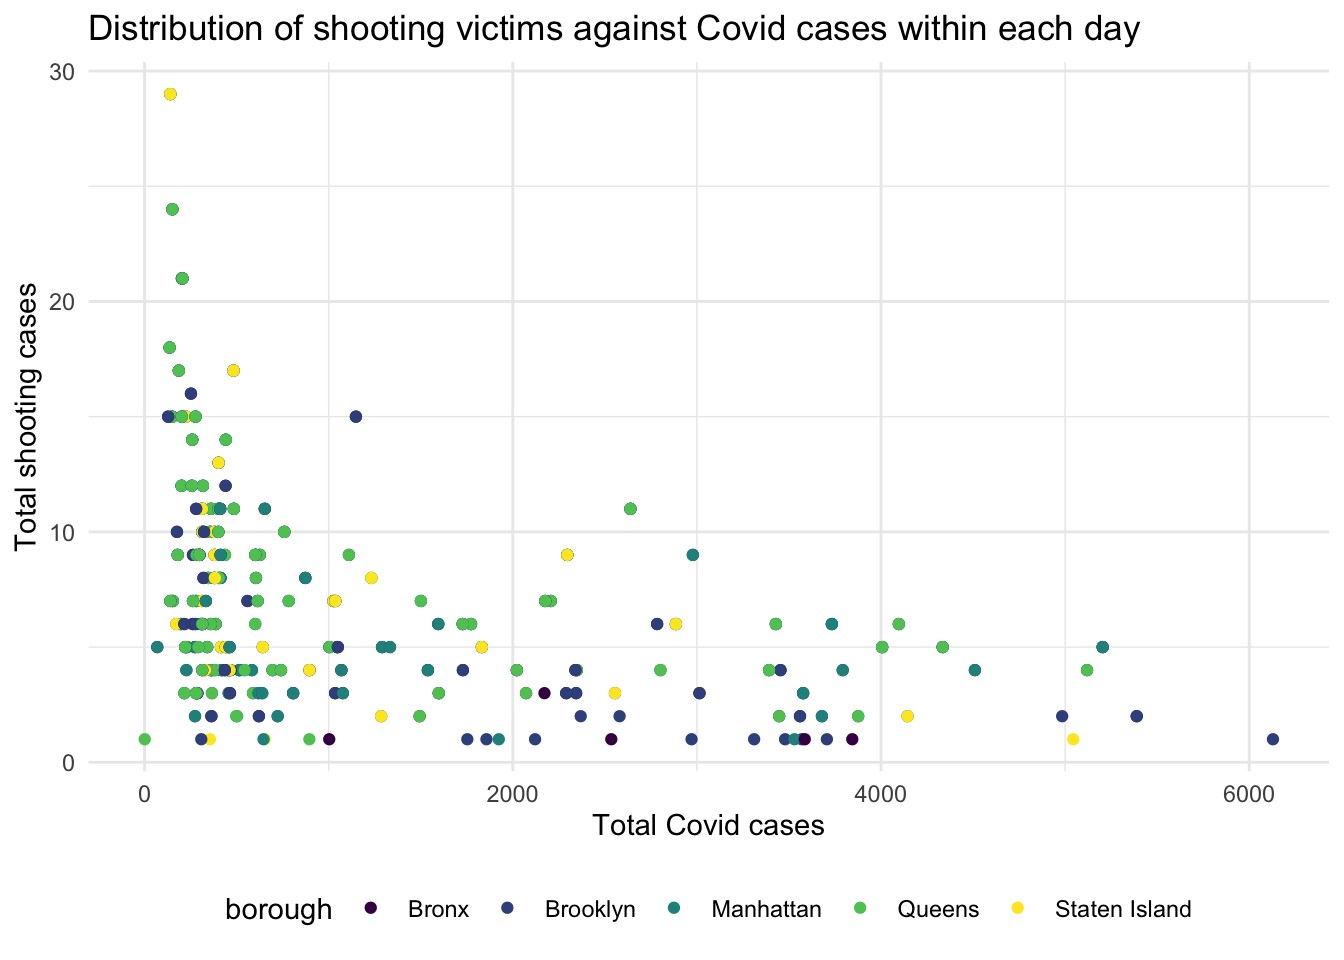 Distribution of shooting victims against Covid cases within each day
Total shooting cases
30
20
10
0
0 2000 4000 6000
Total Covid cases
borough Bronx Brooklyn Manhattan Queens Staten Island